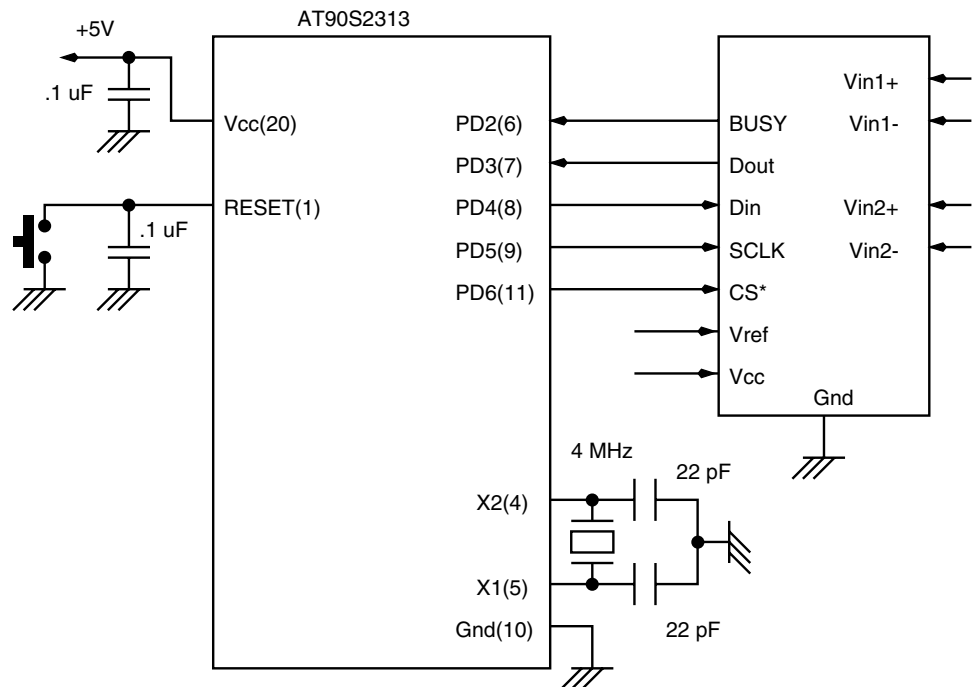 AT90S2313
+5V
.1 uF
Vcc(20)
RESET(1)
.1 uF
PD2(6)
PD3(7)
PD4(8)
PD5(9)
PD6(11)
X2(4)
X1(5)
Gnd(10)
BUSY
Dout
Din
SCLK
CS*
Vref
Vcc
Gnd
Vin1+
Vin1-
Vin2+
Vin2-
4 MHz
22 pF
22 pF